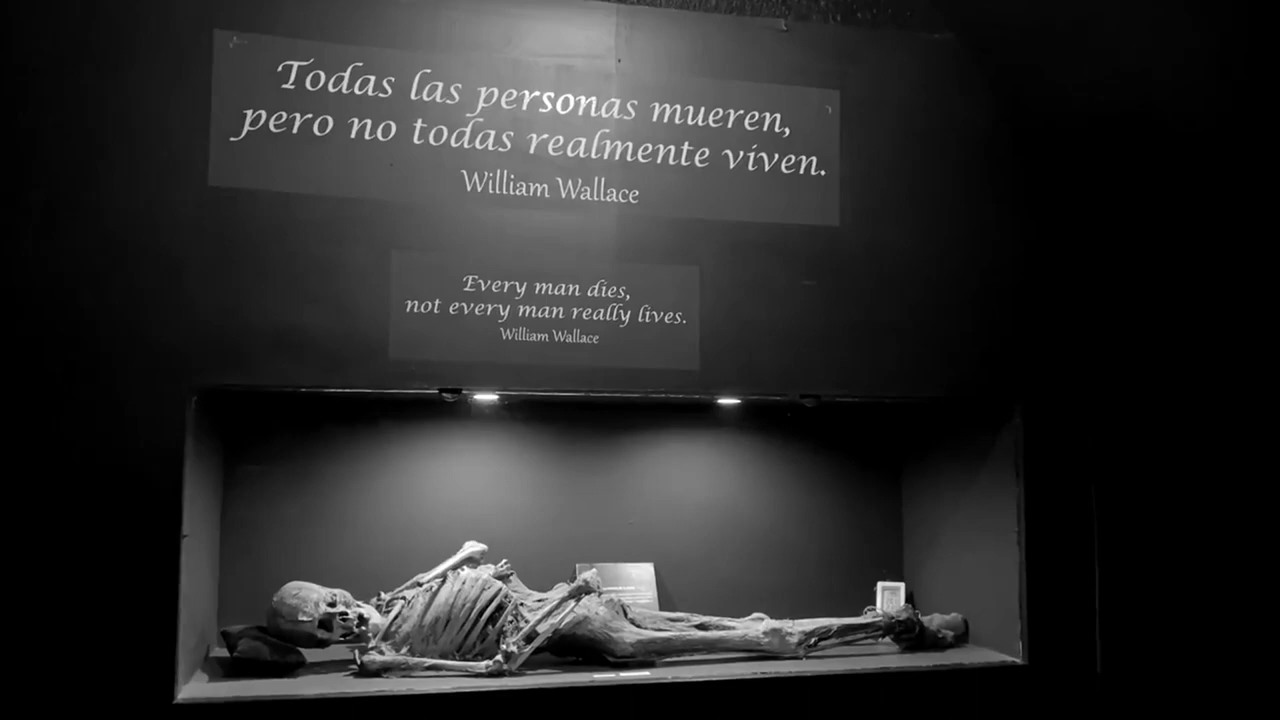 Todas las personas mueren,
pero no todas realmente viven.
William Wallace
Every man dies,
not every man really lives.
William Wallace